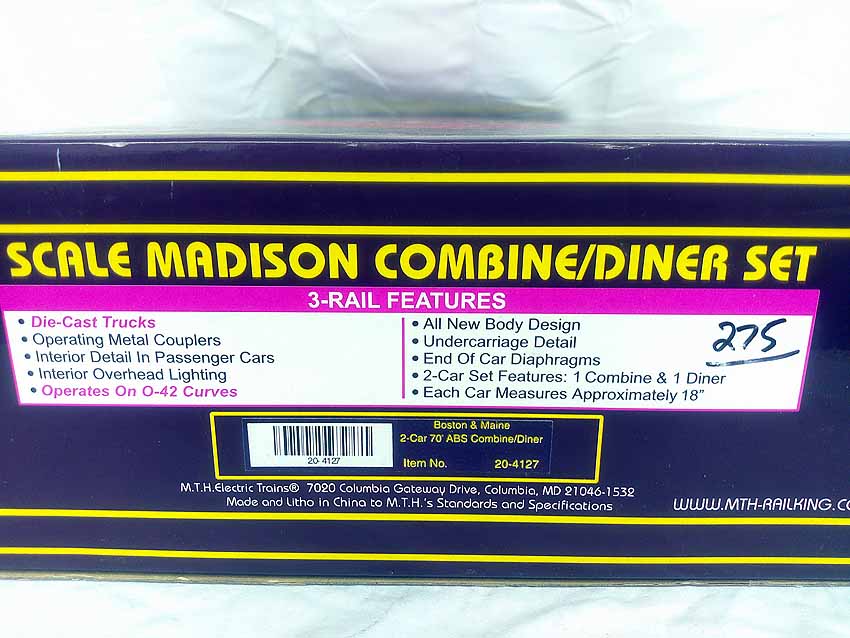 SCALE MADISON COMBINE/DINER SET
3-RAIL FEATURES
• Die-Cast Trucks
• Operating Metal Couplers
• Interior Detail In Passenger Cars
• Interior Overhead Lighting
• Operates On O-42 Curves
• All New Body Design
• Undercarriage Detail
• End Of Car Diaphragms
• 2-Car Set Features: 1 Combine & 1 Diner
• Each Car Measures Approximately 18"
275
20-4127
Boston & Maine
2-Car 70' ABS Combine/Diner
Item No. 20-4127
M.T.H.Electric Trains® 7020 Columbia Gateway Drive, Columbia, MD 21046-1532
Made and Litho in China to M.T.H.'s Standards and Specifications
WWW.MTH-RAILKING.CO